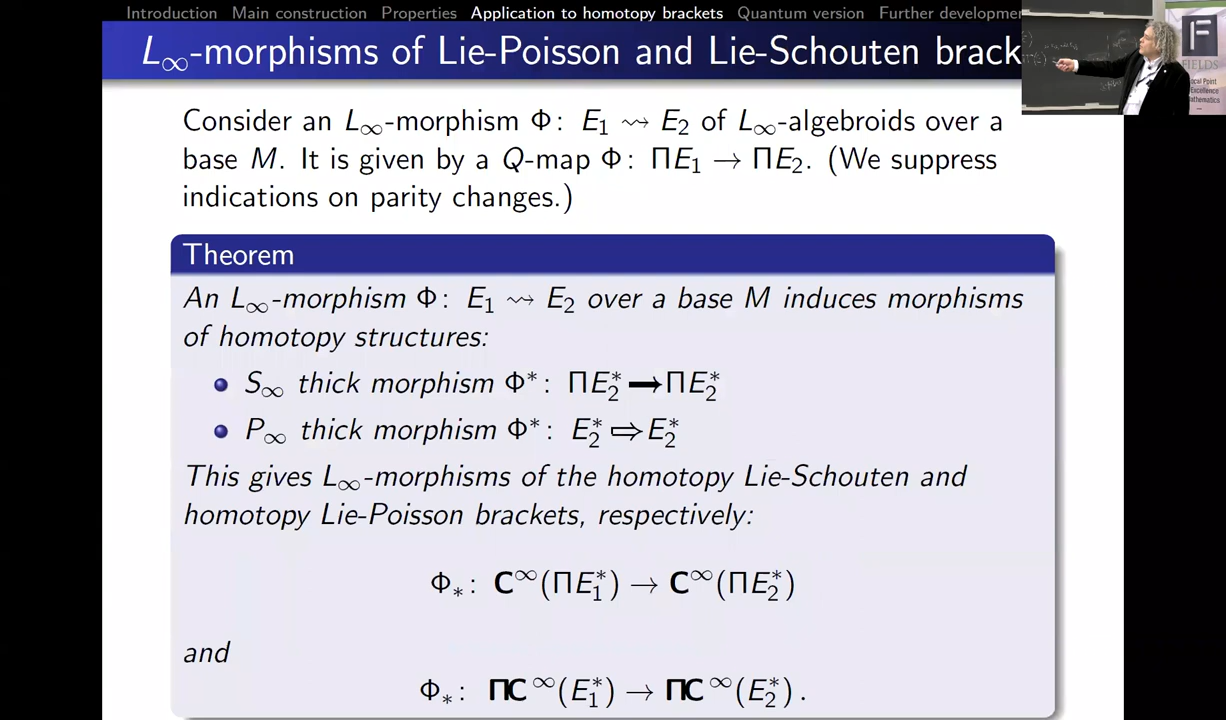 Introduction Main construction Properties Application to homotopy brackets Quantum version Further
L∞-morphisms of Lie-Poisson and Lie-Schouten
Consider an L∞-morphism Φ: E₁ ⇝ E₂ of L∞-algebroids over a
base M. It is given by a Q-map Φ: ΠE₁ → ΠE₂. (We suppress
indications on parity changes.)
Theorem
An L∞-morphism Φ: E₁ ⇝ E₂ over a base M induces morphisms
of homotopy structures:
S∞ thick morphism Φ*: ΠE₂* ➞ ΠE₂*
P∞ thick morphism Φ*: E₂* ⇨ E₂*
This gives L∞-morphisms of the homotopy Lie-Schouten and
homotopy Lie-Poisson brackets, respectively:
Φ∗: C^∞(ΠE₁*) → C^∞(ΠE₂*)
and
Φ∗: ΠC^∞(E₁*) → ΠC^∞(E₂*).
F
FIELDS